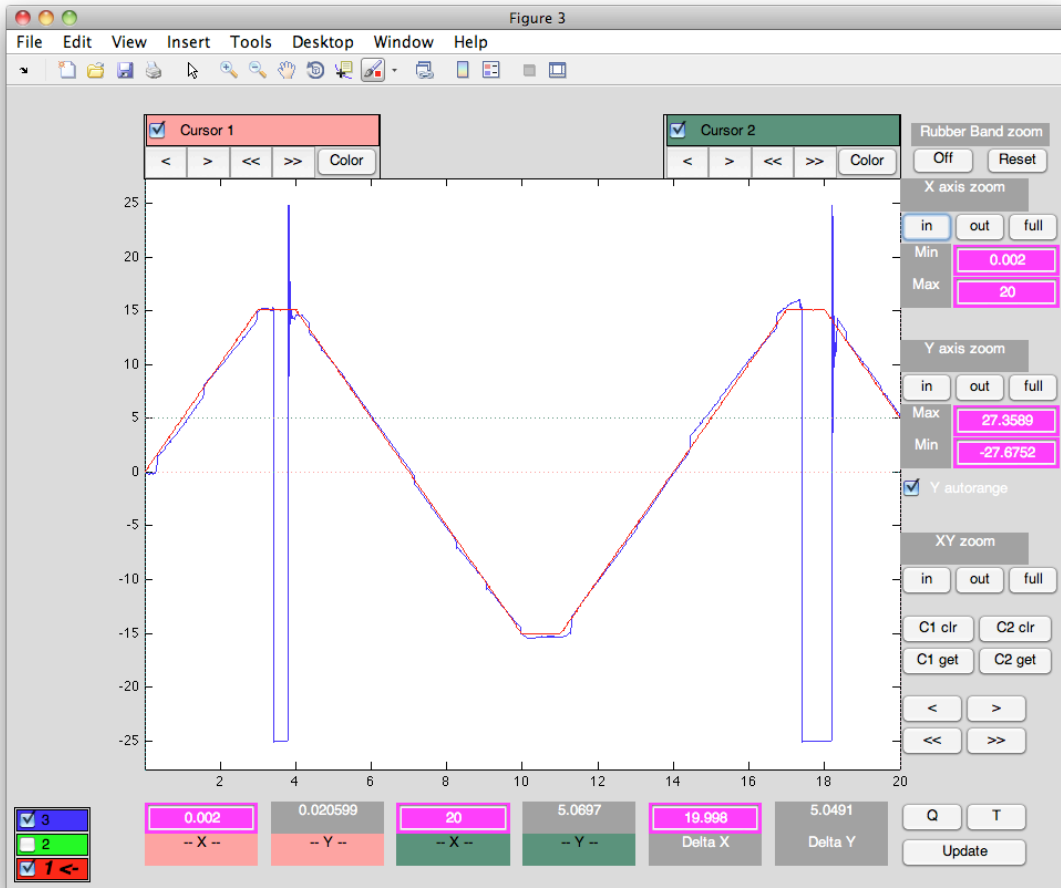 Figure 3
File Edit View Insert Tools Desktop Window Help
Cursor 1
< > << >> Color
Cursor 2
< > << >> Color
Rubber Band zoom
Off Reset
X axis zoom
in out full
Min 0.002
Max 20
Y axis zoom
in out full
Max 27.3589
Min -27.6752
Y autorange
XY zoom
in out full
C1 clr C2 clr
C1 get C2 get
< >
<< >>
25
20
15
10
5
0
-5
-10
-15
-20
-25
2 4 6 8 10 12 14 16 18 20
3
2
1 <-
0.002 0.020599 20 5.0697 19.998 5.0491
-- X -- -- Y -- -- X -- -- Y -- Delta X Delta Y
Q T
Update